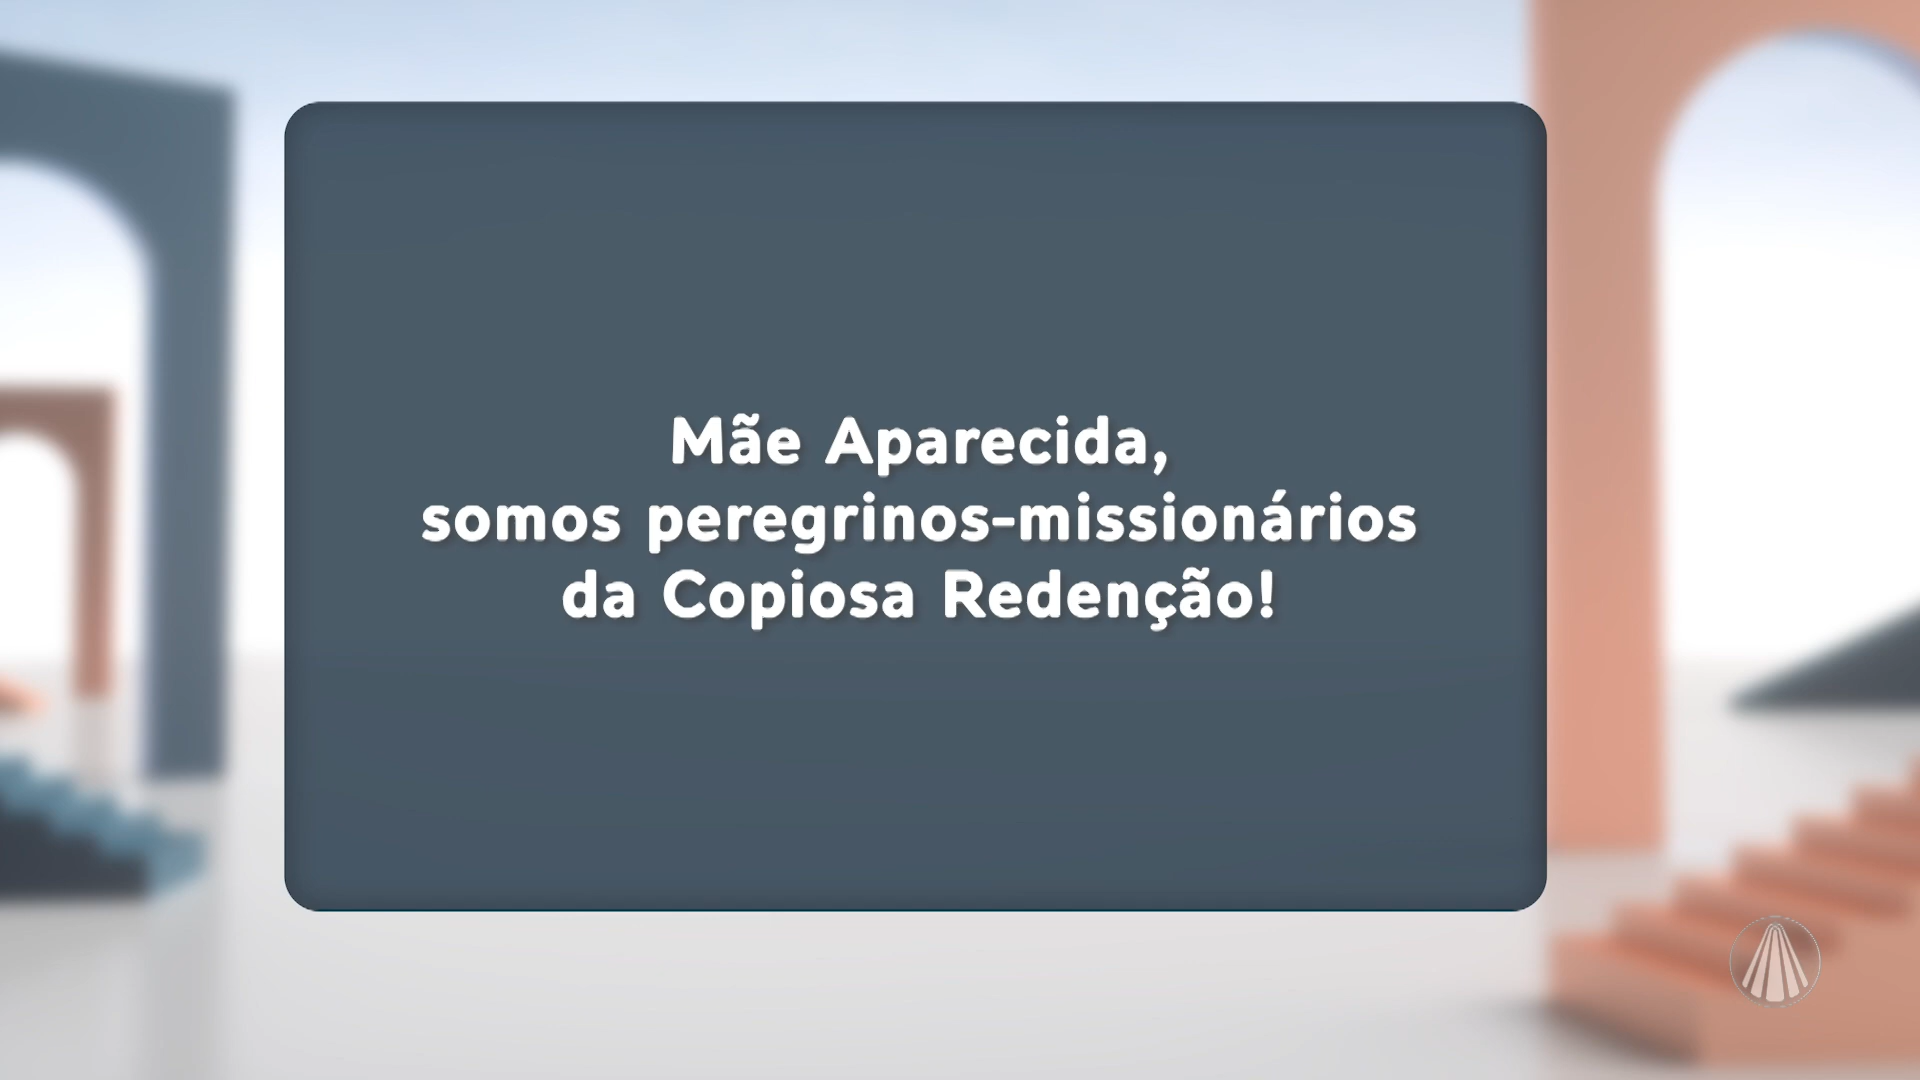 Mãe Aparecida,
somos peregrinos-missionários
da Copiosa Redenção!